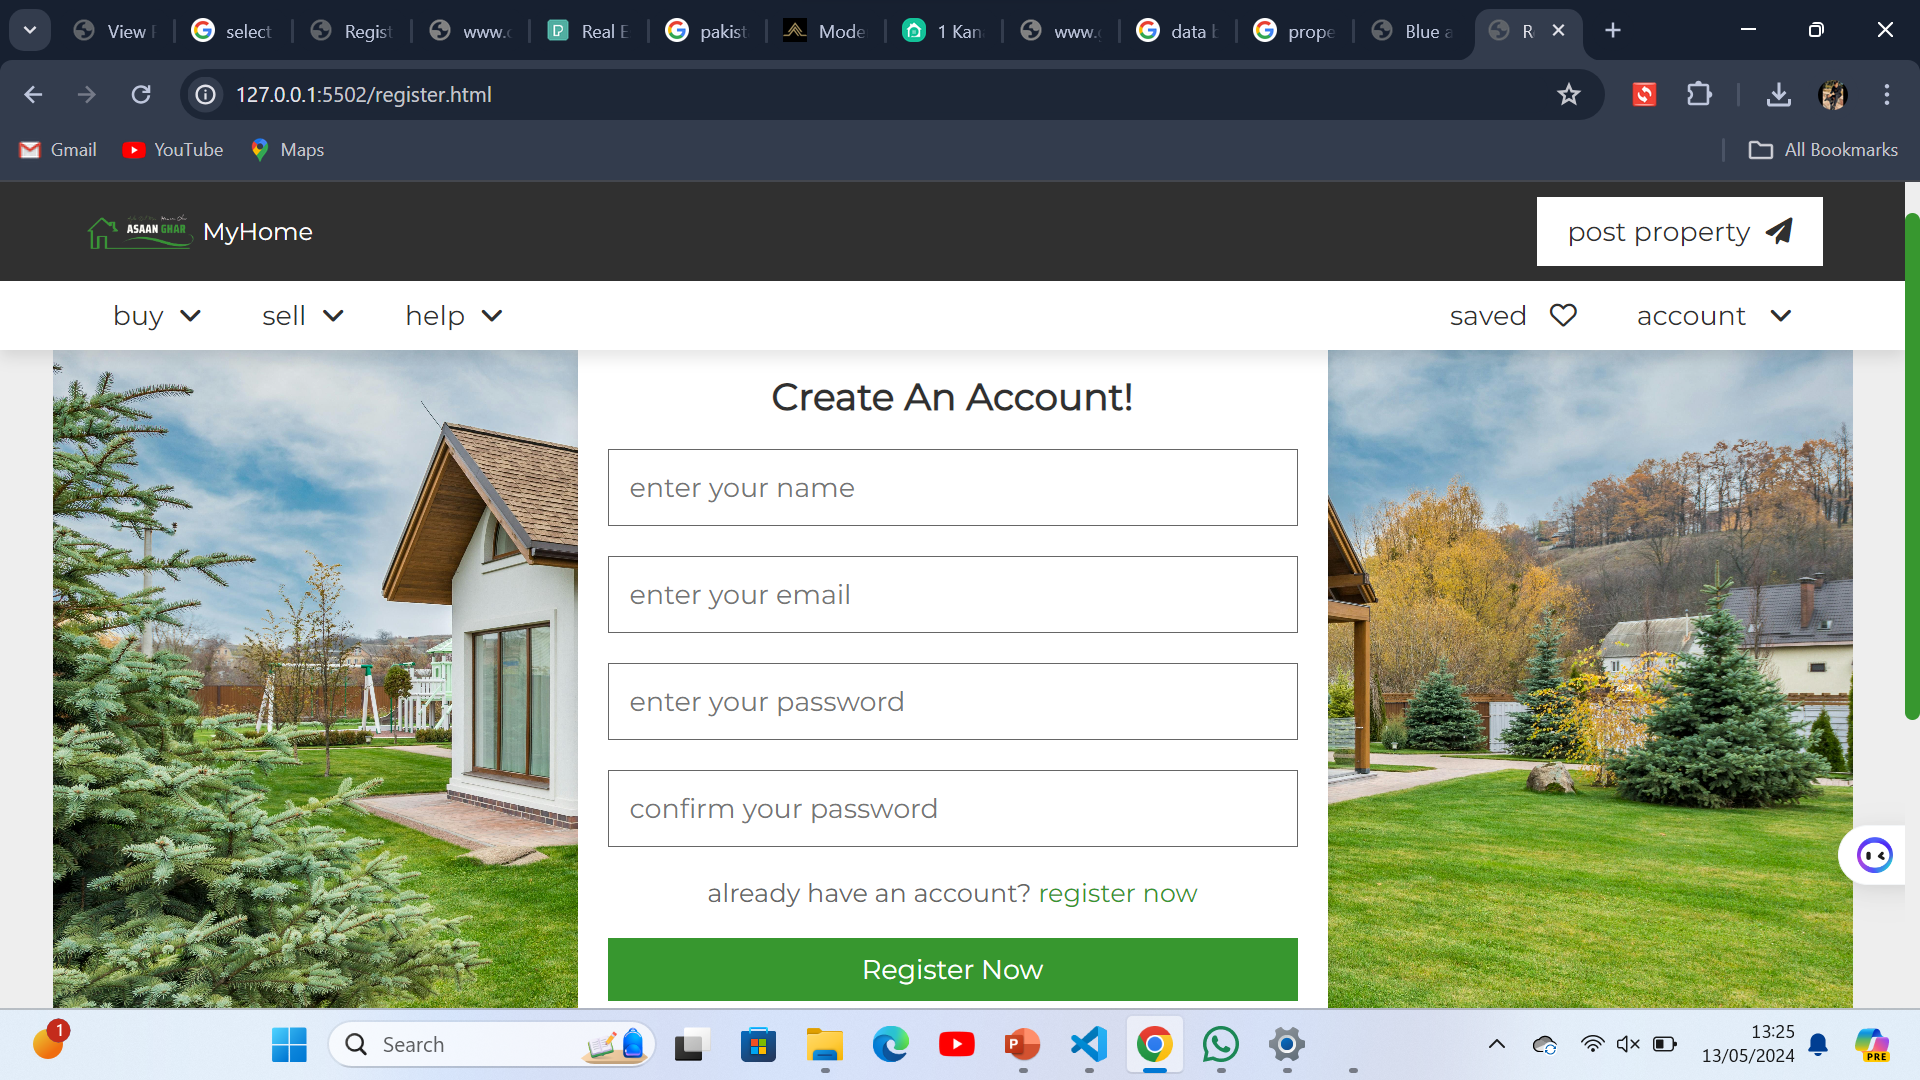 View
select
Regist
www.
Real E
pakist
Mode
1 Kan
www.
data b
prope
Blue a
R
127.0.0.1:5502/register.html
Gmail
YouTube
Maps
All Bookmarks
ASAAN GHAR
MyHome
post property
buy
sell
help
saved
account
Create An Account!
enter your name
enter your email
enter your password
confirm your password
already have an account? register now
Register Now
1
Search
P
PRE
13:25
13/05/2024